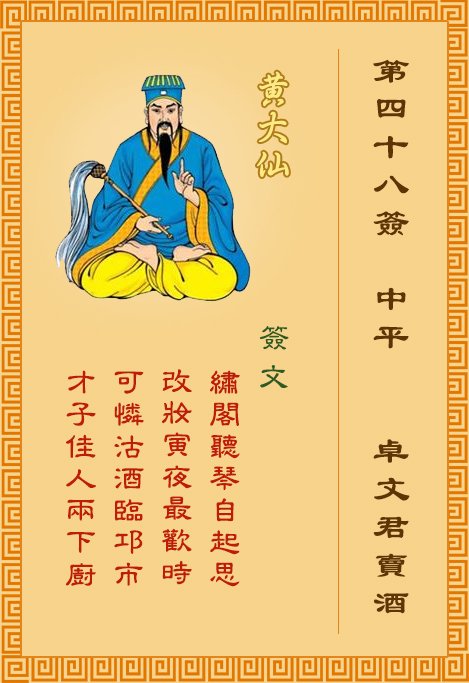 第四十八簽 中平 卓文君賣酒
黃大仙
簽文
繡閣聽琴自起思
改妝寅夜最歡時
可憐沽酒臨邛市
才子佳人兩下廚